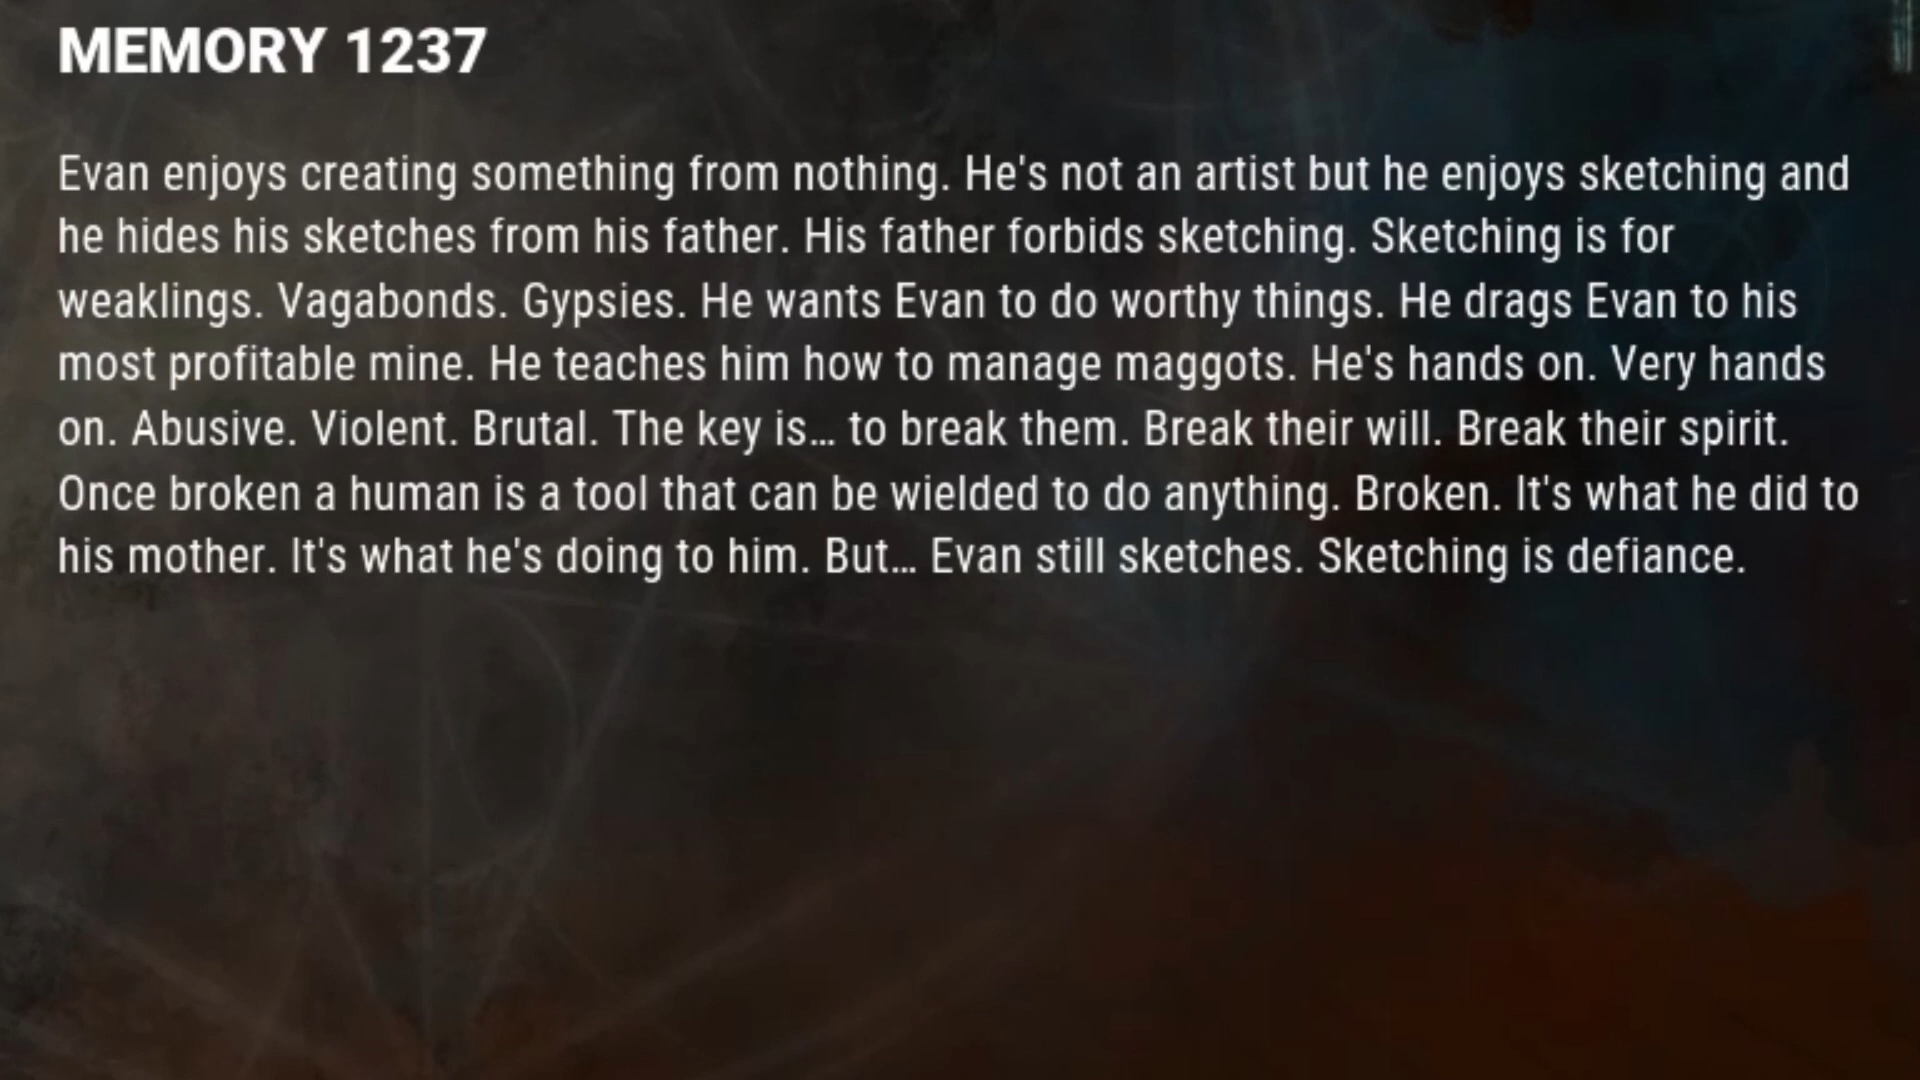 MEMORY 1237
Evan enjoys creating something from nothing. He's not an artist but he enjoys sketching and
he hides his sketches from his father. His father forbids sketching. Sketching is for
weaklings. Vagabonds. Gypsies. He wants Evan to do worthy things. He drags Evan to his
most profitable mine. He teaches him how to manage maggots. He's hands on. Very hands
on. Abusive. Violent. Brutal. The key is... to break them. Break their will. Break their spirit.
Once broken a human is a tool that can be wielded to do anything. Broken. It's what he did to
his mother. It's what he's doing to him. But... Evan still sketches. Sketching is defiance.